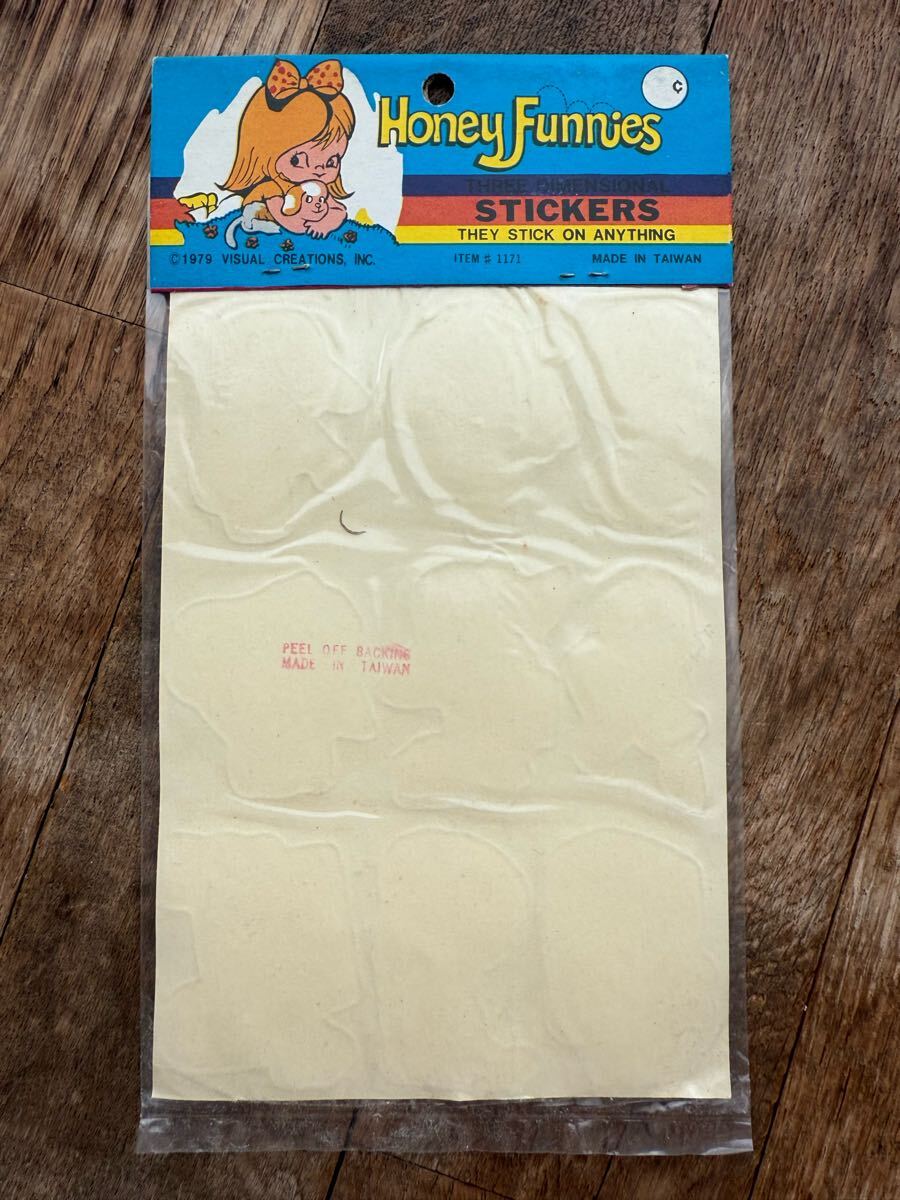 Honey Funnies
¢
THREE DIMENSIONAL
STICKERS
THEY STICK ON ANYTHING
©1979 VISUAL CREATIONS, INC.
ITEM # 1171
MADE IN TAIWAN
PEEL OFF BACKING
MADE IN TAIWAN